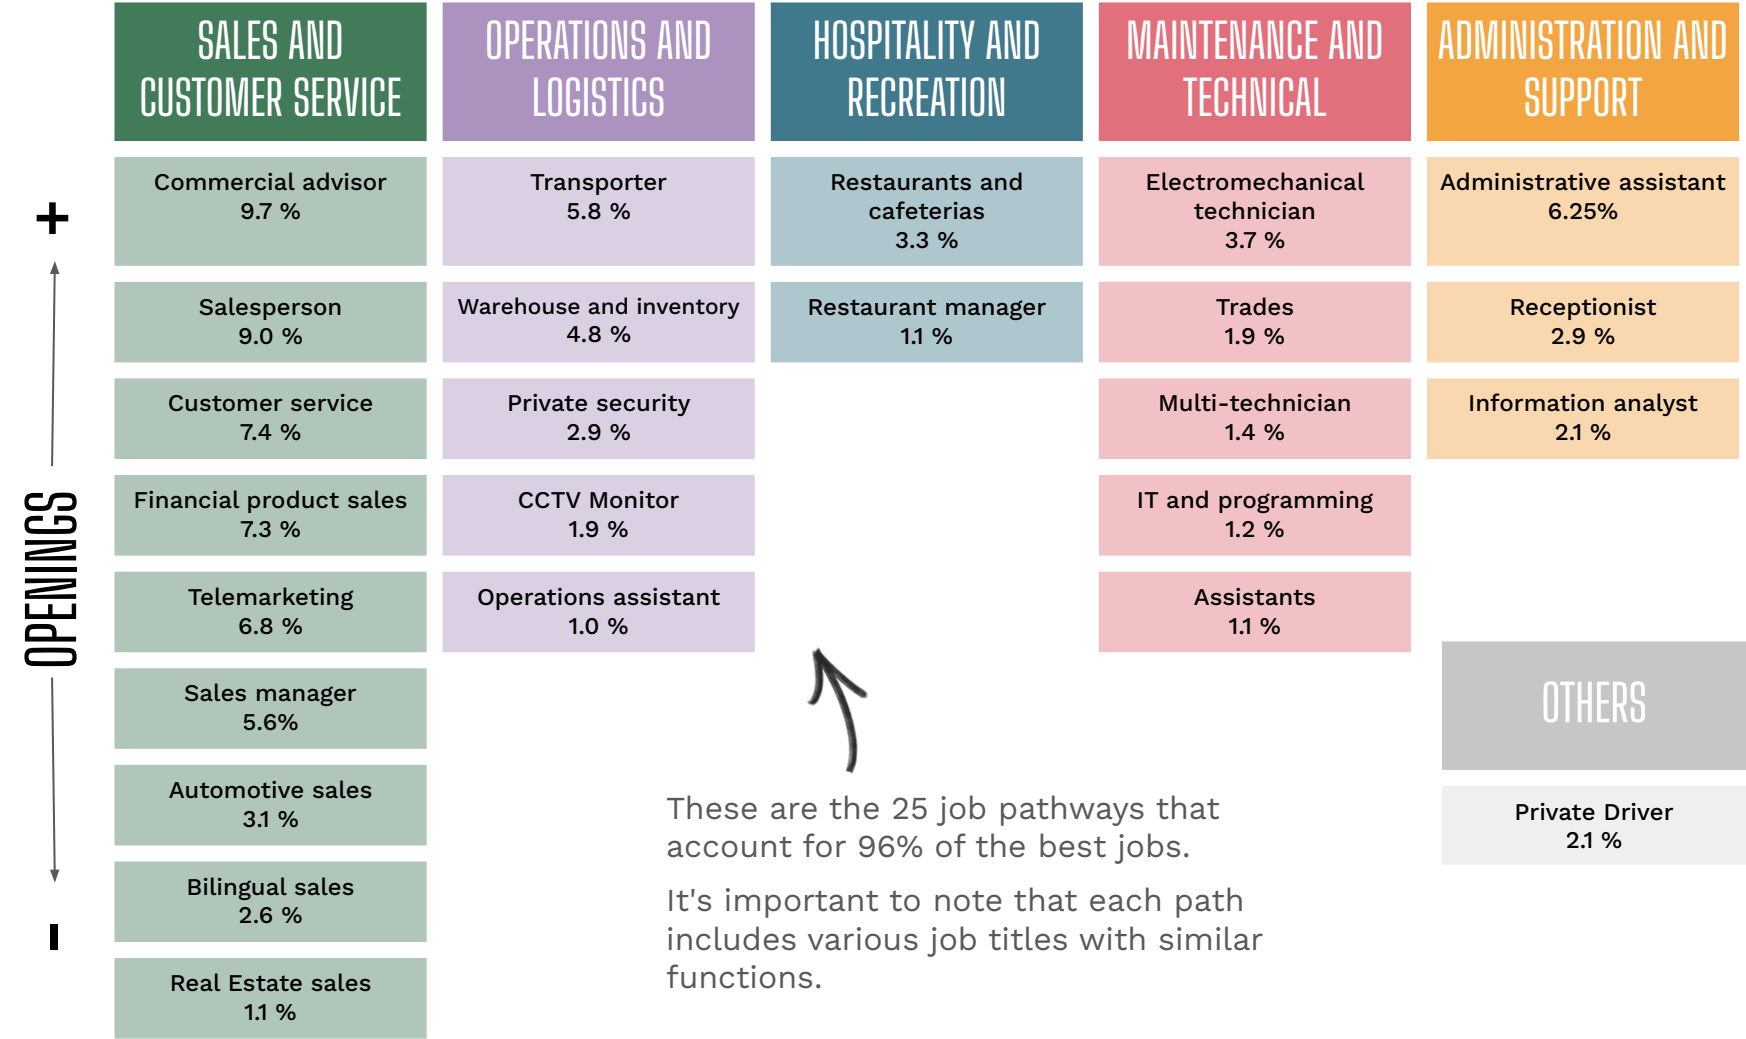 SALES AND
CUSTOMER SERVICE
Commercial advisor
9.7 %
Salesperson
9.0 %
Customer service
7.4 %
Financial product sales
7.3 %
Telemarketing
6.8 %
Sales manager
5.6%
Automotive sales
3.1 %
Bilingual sales
2.6 %
Real Estate sales
1.1 %
OPERATIONS AND
LOGISTICS
Transporter
5.8 %
Warehouse and inventory
4.8 %
Private security
2.9 %
CCTV Monitor
1.9 %
Operations assistant
1.0 %
HOSPITALITY AND
RECREATION
Restaurants and
cafeterias
3.3 %
Restaurant manager
1.1 %
MAINTENANCE AND
TECHNICAL
Electromechanical
technician
3.7 %
Trades
1.9 %
Multi-technician
1.4 %
IT and programming
1.2 %
Assistants
1.1 %
ADMINISTRATION AND
SUPPORT
Administrative assistant
6.25%
Receptionist
2.9 %
Information analyst
2.1 %
OTHERS
Private Driver
2.1 %
+
OPENINGS
-
These are the 25 job pathways that
account for 96% of the best jobs.
It's important to note that each path
includes various job titles with similar
functions.